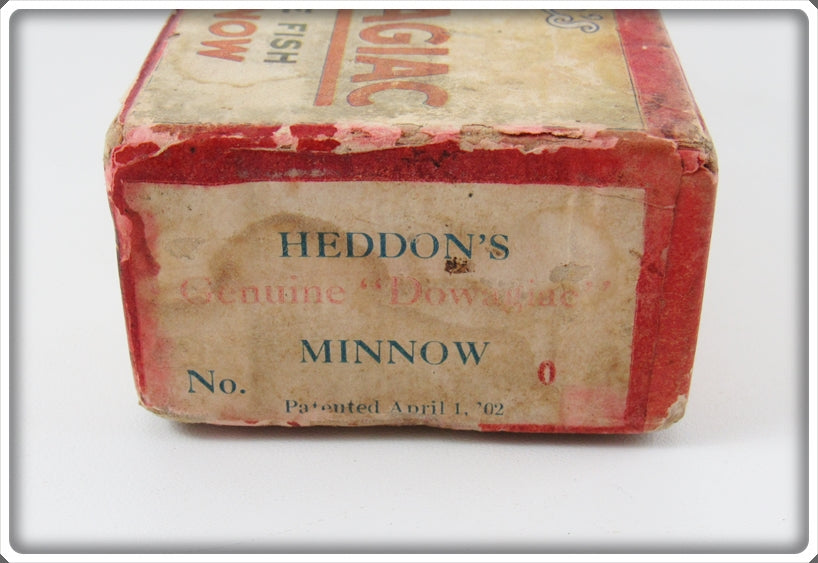 AGIAC
E FISH
NOW
HEDDON'S
Genuine "Dowagiac"
MINNOW
No. 0
Patented April 1, '02